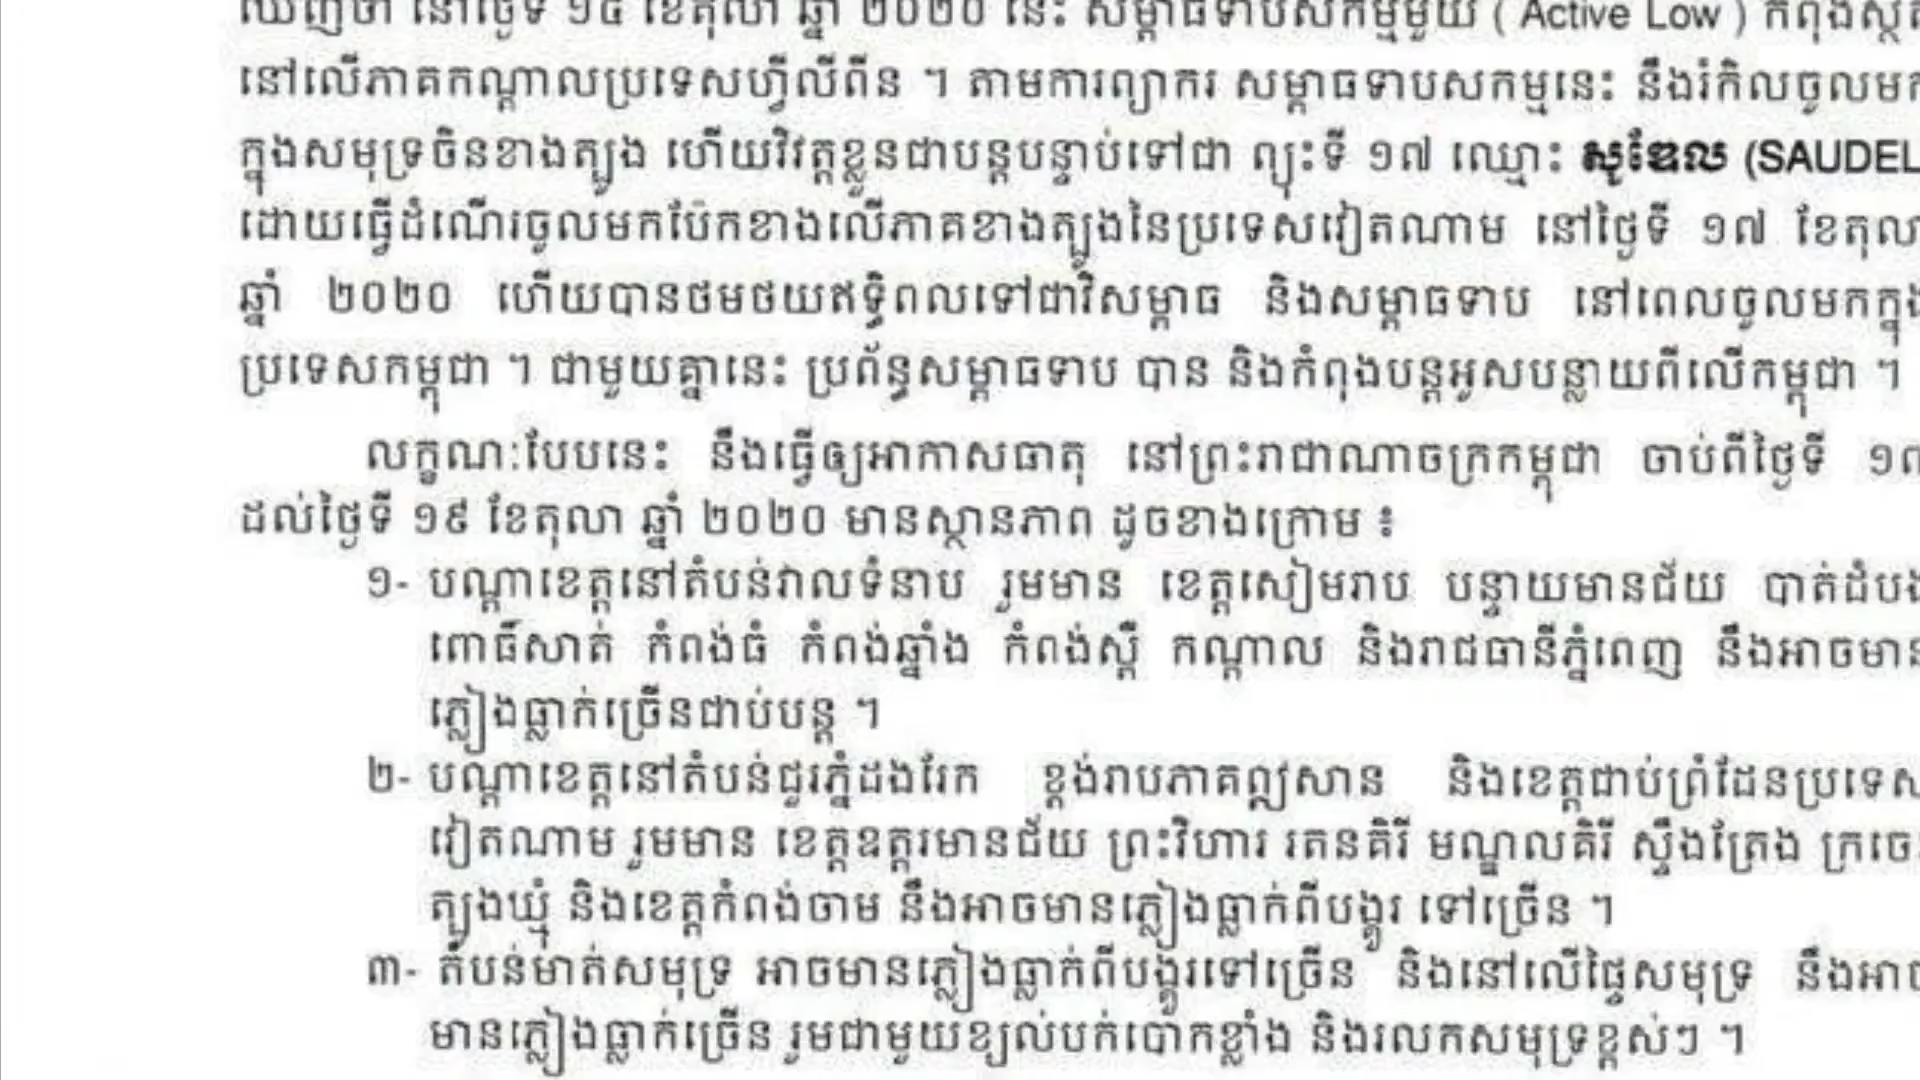 ឃើញថា នៅថ្ងៃទី ១៤ ខែតុលា ឆ្នាំ ២០២០ នេះ សម្ពាធទាបសកម្មមួយ ( Active Low ) កំពុងស្ថិត
នៅលើភាគកណ្តាលប្រទេសហ្វីលីពីន ។ តាមការព្យាករ សម្ពាធទាបសកម្មនេះ នឹងរំកិលចូលមក
ក្នុងសមុទ្រចិនខាងត្បូង ហើយវិវត្តខ្លួនជាបន្តបន្ទាប់ទៅជា ព្យុះទី ១៧ ឈ្មោះ សូឌែល (SAUDEL
ដោយធ្វើដំណើរចូលមកប៉ែកខាងលើភាគខាងត្បូងនៃប្រទេសវៀតណាម នៅថ្ងៃទី ១៧ ខែតុលា
ឆ្នាំ ២០២០ ហើយបានថមថយឥទ្ធិពលទៅជាវិសម្ពាធ និងសម្ពាធទាប នៅពេលចូលមកក្នុង
ប្រទេសកម្ពុជា ។ ជាមួយគ្នានេះ ប្រព័ន្ធសម្ពាធទាប បាន និងកំពុងបន្តអូសបន្លាយពីលើកម្ពុជា ។
លក្ខណៈបែបនេះ នឹងធ្វើឲ្យអាកាសធាតុ នៅព្រះរាជាណាចក្រកម្ពុជា ចាប់ពីថ្ងៃទី
ដល់ថ្ងៃទី ១៩ ខែតុលា ឆ្នាំ ២០២០ មានស្ថានភាព ដូចខាងក្រោម ៖
១- បណ្តាខេត្តនៅតំបន់វាលទំនាប រួមមាន ខេត្តសៀមរាប បន្ទាយមានជ័យ បាត់ដំបង
ពោធិ៍សាត់ កំពង់ធំ កំពង់ឆ្នាំង កំពង់ស្ពឺ កណ្តាល និងរាជធានីភ្នំពេញ នឹងអាចមាន
ភ្លៀងធ្លាក់ច្រើនជាប់បន្ត ។
២- បណ្តាខេត្តនៅតំបន់ជួរភ្នំដងរែក ខ្ពង់រាបភាគឦសាន និងខេត្តជាប់ព្រំដែនប្រទេស
វៀតណាម រួមមាន ខេត្តឧត្តរមានជ័យ ព្រះវិហារ រតនគិរី មណ្ឌលគិរី ស្ទឹងត្រែង ក្រចេះ
ត្បូងឃ្មុំ និងខេត្តកំពង់ចាម នឹងអាចមានភ្លៀងធ្លាក់ពីបង្គួរ ទៅច្រើន ។
៣- តំបន់មាត់សមុទ្រ អាចមានភ្លៀងធ្លាក់ពីបង្គួរទៅច្រើន និងនៅលើផ្ទៃសមុទ្រ នឹងអាច
មានភ្លៀងធ្លាក់ច្រើន រួមជាមួយខ្យល់បក់បោកខ្លាំង និងរលកសមុទ្រខ្ពស់ៗ ។